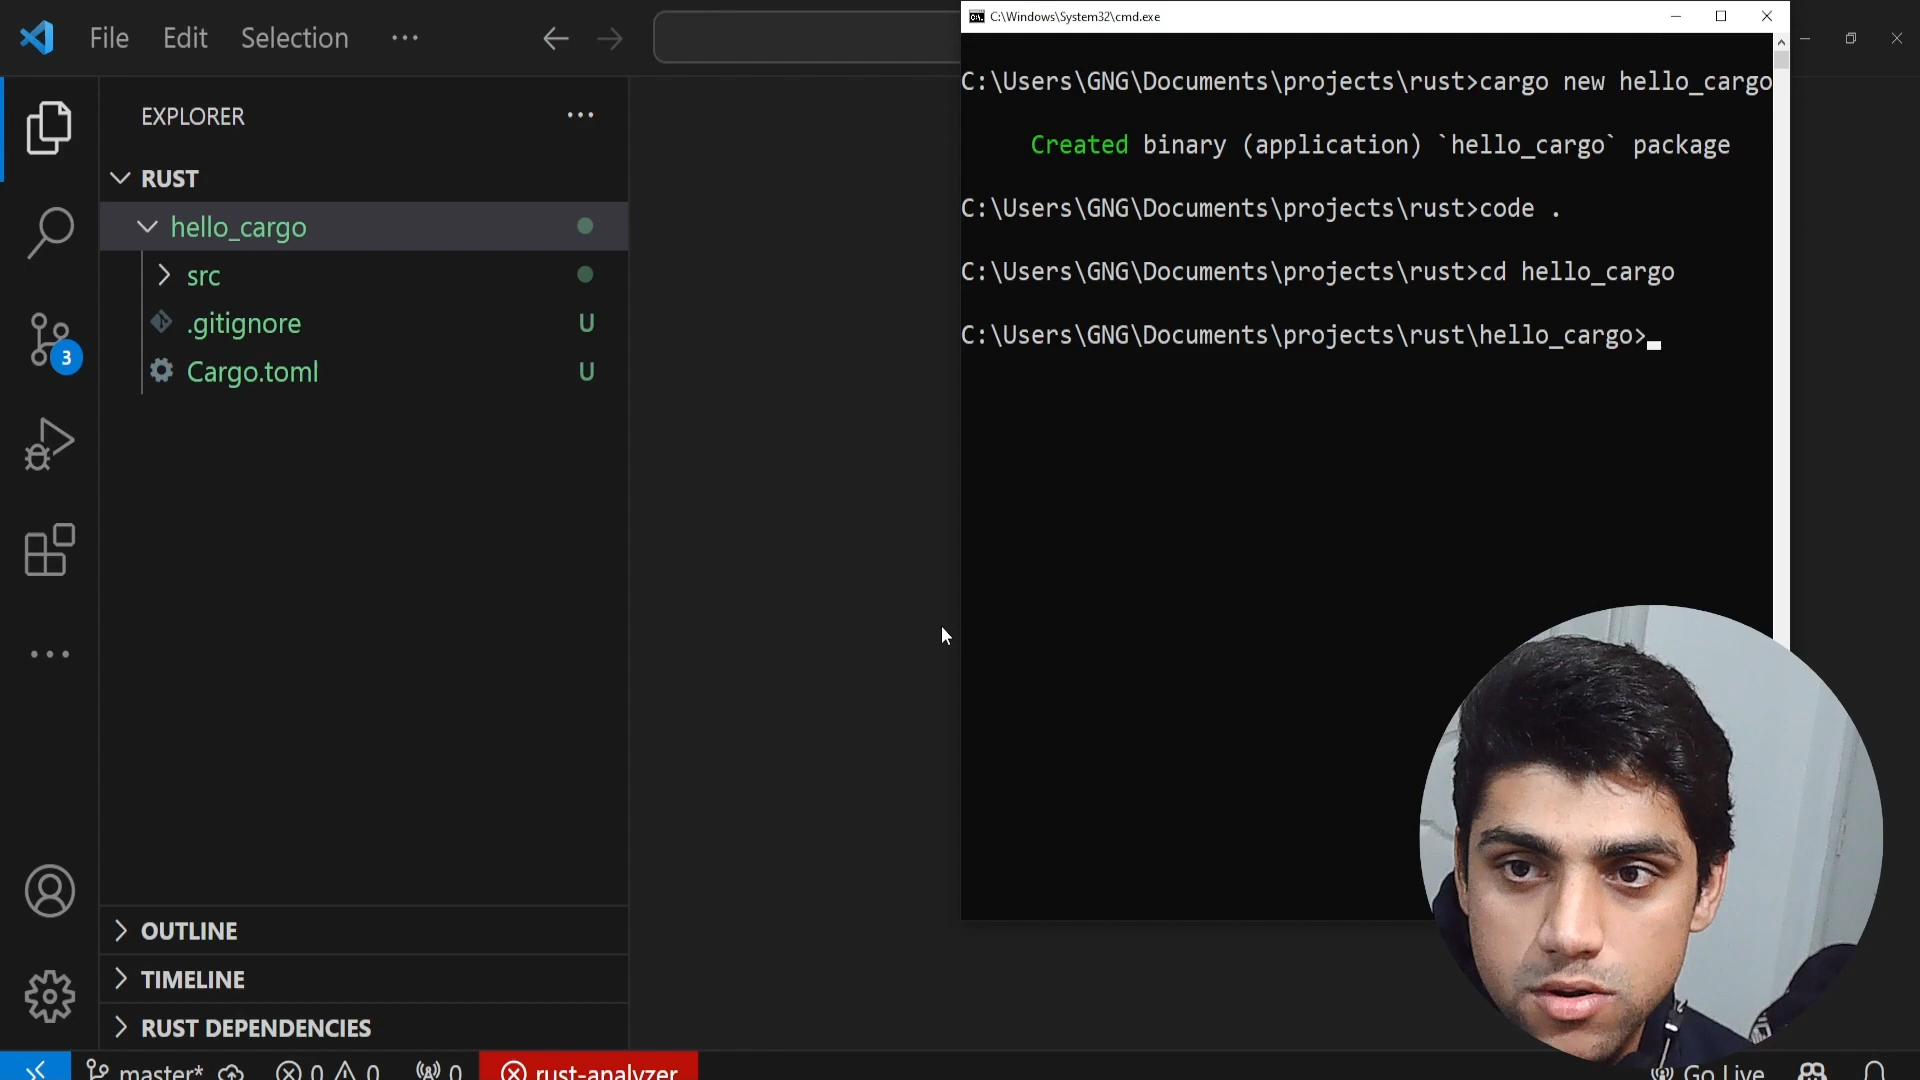 File Edit Selection
EXPLORER
RUST
hello_cargo
src
.gitignore U
Cargo.toml U
3
OUTLINE
TIMELINE
RUST DEPENDENCIES
master* 0 0 0 rust-analyzer
Go Live
C:\Windows\System32\cmd.exe
C:\Users\GNG\Documents\projects\rust>cargo new hello_cargo
Created binary (application) `hello_cargo` package
C:\Users\GNG\Documents\projects\rust>code .
C:\Users\GNG\Documents\projects\rust>cd hello_cargo
C:\Users\GNG\Documents\projects\rust\hello_cargo>